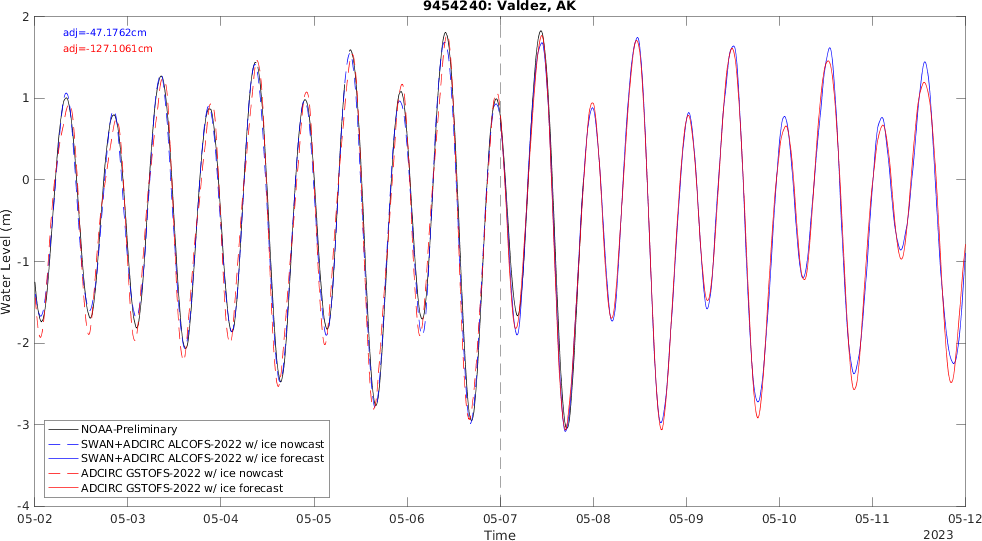 9454240: Valdez, AK
adj=-47.1762cm
adj=-127.1061cm
2
1
0
-1
-2
-3
-4
Water Level (m)
NOAA-Preliminary
SWAN+ADCIRC ALCOFS-2022 w/ ice nowcast
SWAN+ADCIRC ALCOFS-2022 w/ ice forecast
ADCIRC GSTOFS-2022 w/ ice nowcast
ADCIRC GSTOFS-2022 w/ ice forecast
05-02 05-03 05-04 05-05 05-06 05-07 05-08 05-09 05-10 05-11 05-12
Time
2023